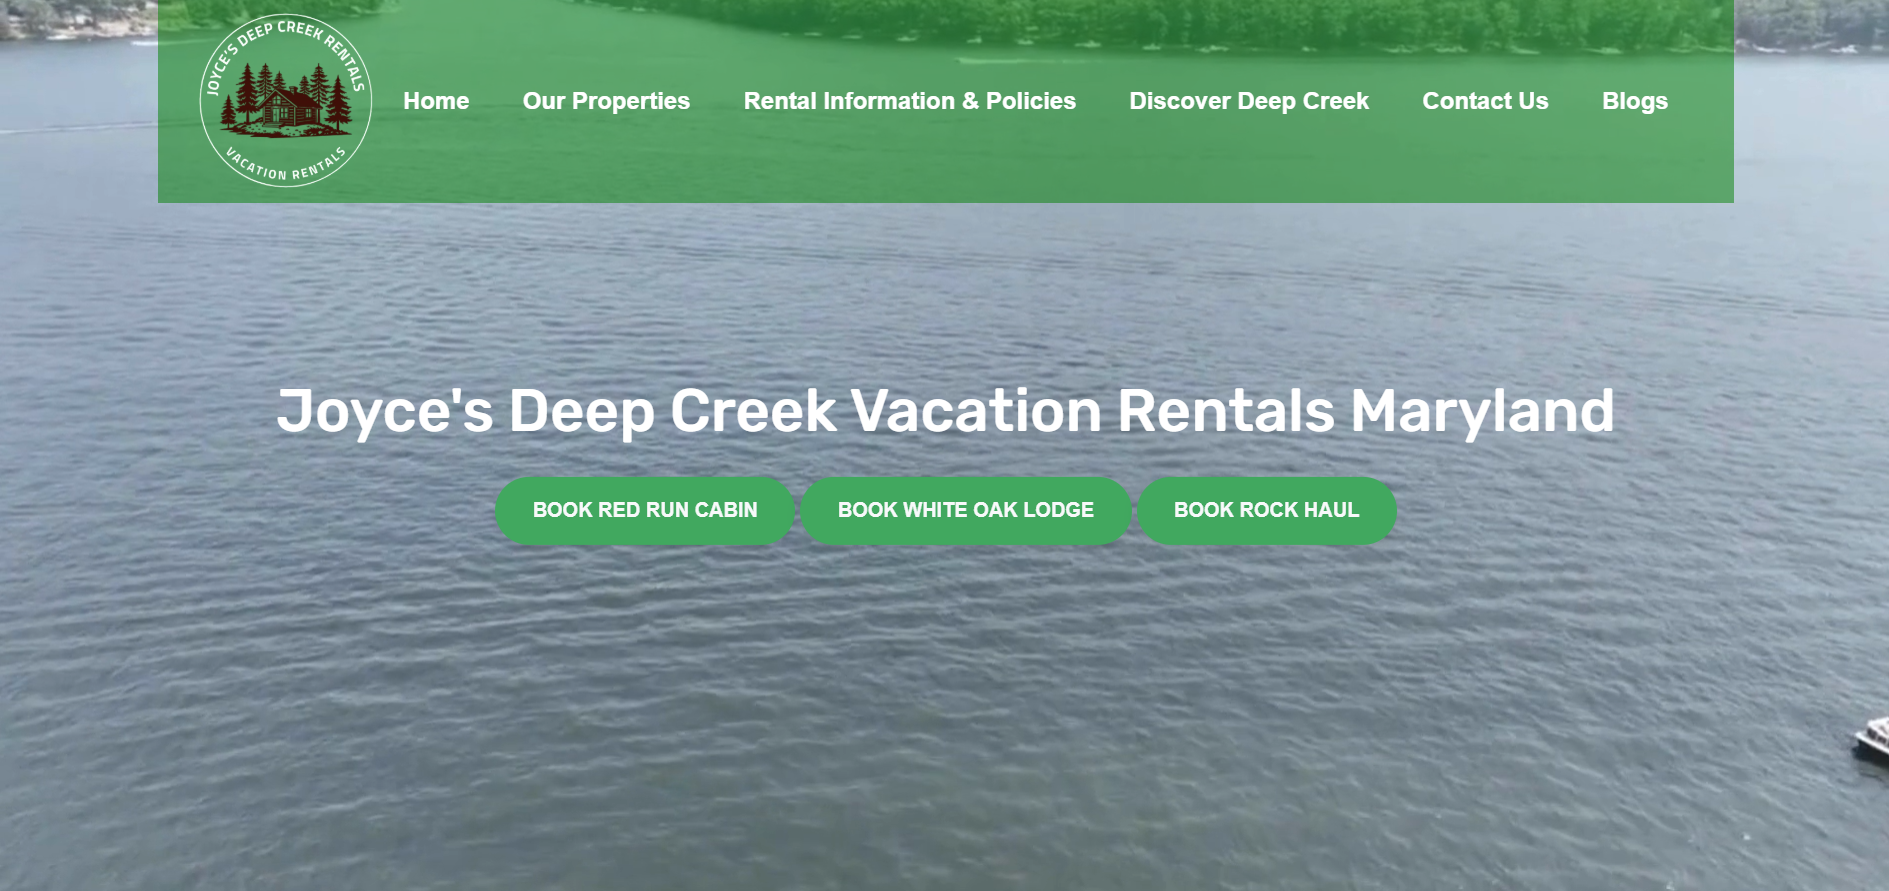 JOYCE'S DEEP CREEK RENTALS
VACATION RENTALS
Home
Our Properties
Rental Information & Policies
Discover Deep Creek
Contact Us
Blogs
Joyce's Deep Creek Vacation Rentals Maryland
BOOK RED RUN CABIN
BOOK WHITE OAK LODGE
BOOK ROCK HAUL